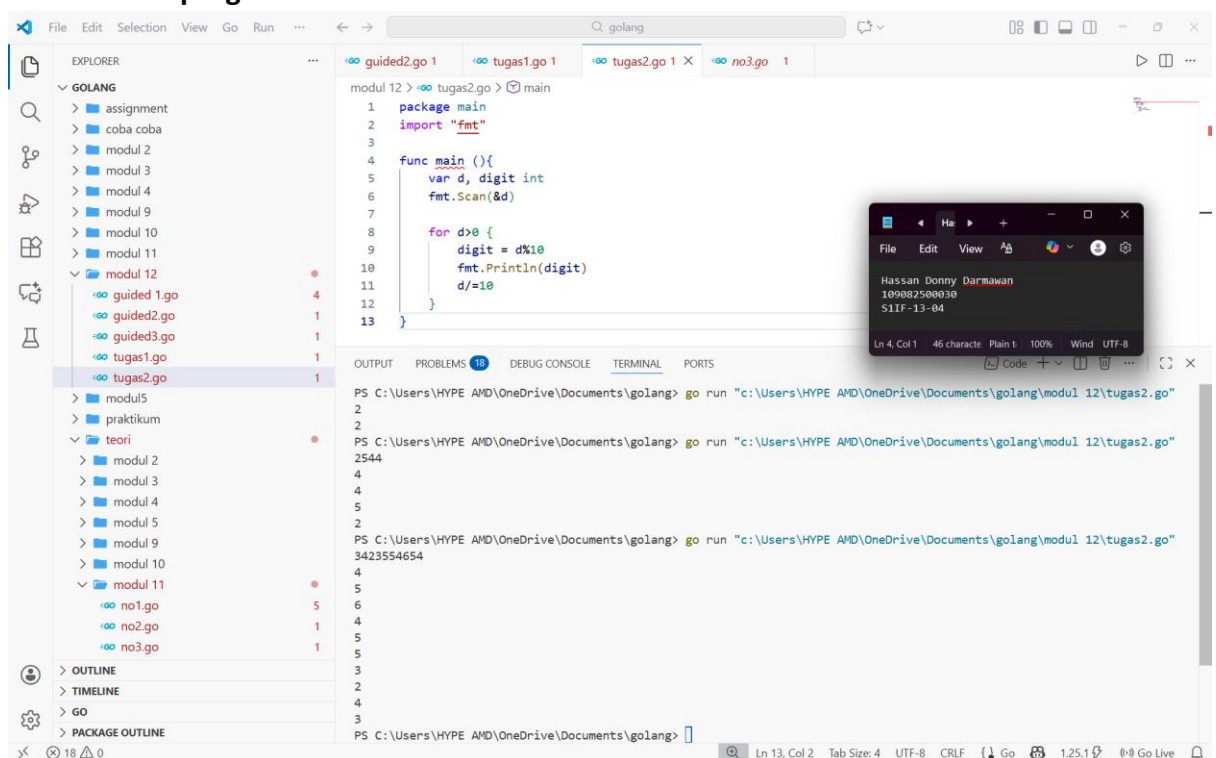 File Edit Selection View Go Run ... golang
EXPLORER ...
GOLANG
assignment
coba coba
modul 2
modul 3
modul 4
modul 9
modul 10
modul 11
modul 12
guided 1.go 4
guided2.go 1
guided3.go 1
tugas1.go 1
tugas2.go 1
modul5
praktikum
teori
modul 2
modul 3
modul 4
modul 5
modul 9
modul 10
modul 11
no1.go 5
no2.go 1
no3.go 1
OUTLINE
TIMELINE
GO
PACKAGE OUTLINE
guided2.go 1 tugas1.go 1 tugas2.go 1 no3.go 1
modul 12 > tugas2.go > main
1 package main
2 import "fmt"
3
4 func main (){
5 var d, digit int
6 fmt.Scan(&d)
7
8 for d>0 {
9 digit = d%10
10 fmt.Println(digit)
11 d/=10
12 }
13 }
Ha
File Edit View
Hassan Donny Darmawan
109082500030
S1IF-13-04
Ln 4, Col 1 46 characte Plain t 100% Wind UTF-8
OUTPUT PROBLEMS 18 DEBUG CONSOLE TERMINAL PORTS Code
PS C:\Users\HYPE AMD\OneDrive\Documents\golang> go run "c:\Users\HYPE AMD\OneDrive\Documents\golang\modul 12\tugas2.go"
2
2
PS C:\Users\HYPE AMD\OneDrive\Documents\golang> go run "c:\Users\HYPE AMD\OneDrive\Documents\golang\modul 12\tugas2.go"
2544
4
4
5
2
PS C:\Users\HYPE AMD\OneDrive\Documents\golang> go run "c:\Users\HYPE AMD\OneDrive\Documents\golang\modul 12\tugas2.go"
3423554654
4
5
6
4
5
5
3
2
4
3
PS C:\Users\HYPE AMD\OneDrive\Documents\golang>
18 0 Ln 13, Col 2 Tab Size: 4 UTF-8 CRLF Go 1.25.1 Go Live